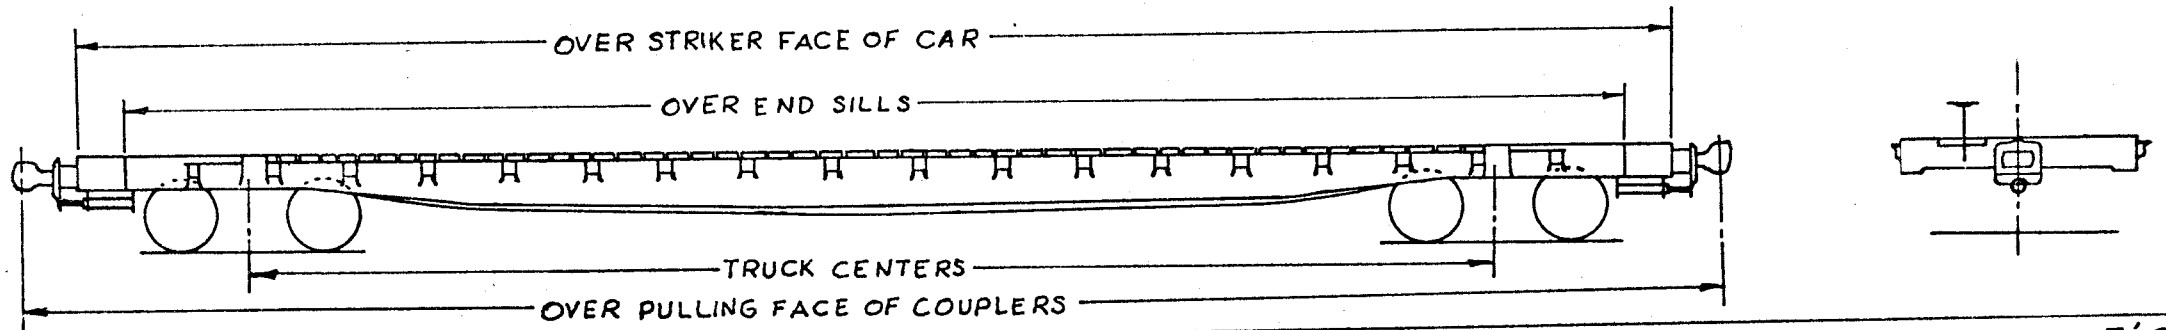 OVER STRIKER FACE OF CAR
OVER END SILLS
TRUCK CENTERS
OVER PULLING FACE OF COUPLERS